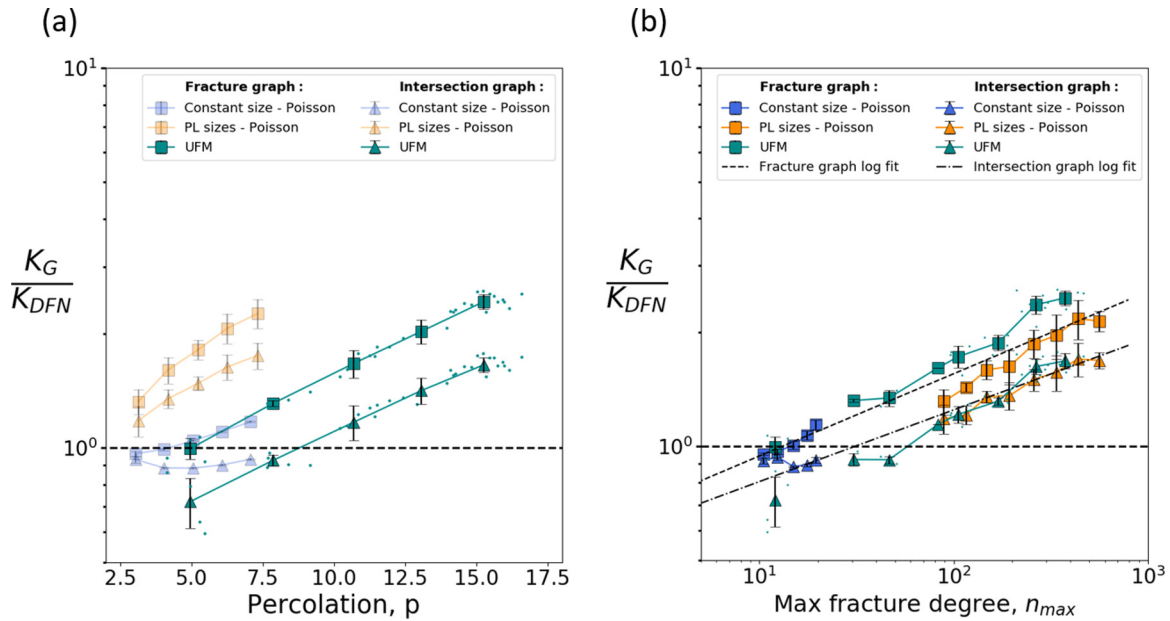 (a)
10¹
Fracture graph :
Intersection graph :
Constant size - Poisson
Constant size - Poisson
PL sizes - Poisson
PL sizes - Poisson
UFM
UFM
K_G
K_DFN
10⁰
2.5 5.0 7.5 10.0 12.5 15.0 17.5
Percolation, p
(b)
10¹
Fracture graph :
Intersection graph :
Constant size - Poisson
Constant size - Poisson
PL sizes - Poisson
PL sizes - Poisson
UFM
UFM
Fracture graph log fit
Intersection graph log fit
K_G
K_DFN
10⁰
10¹ 10² 10³
Max fracture degree, n_max